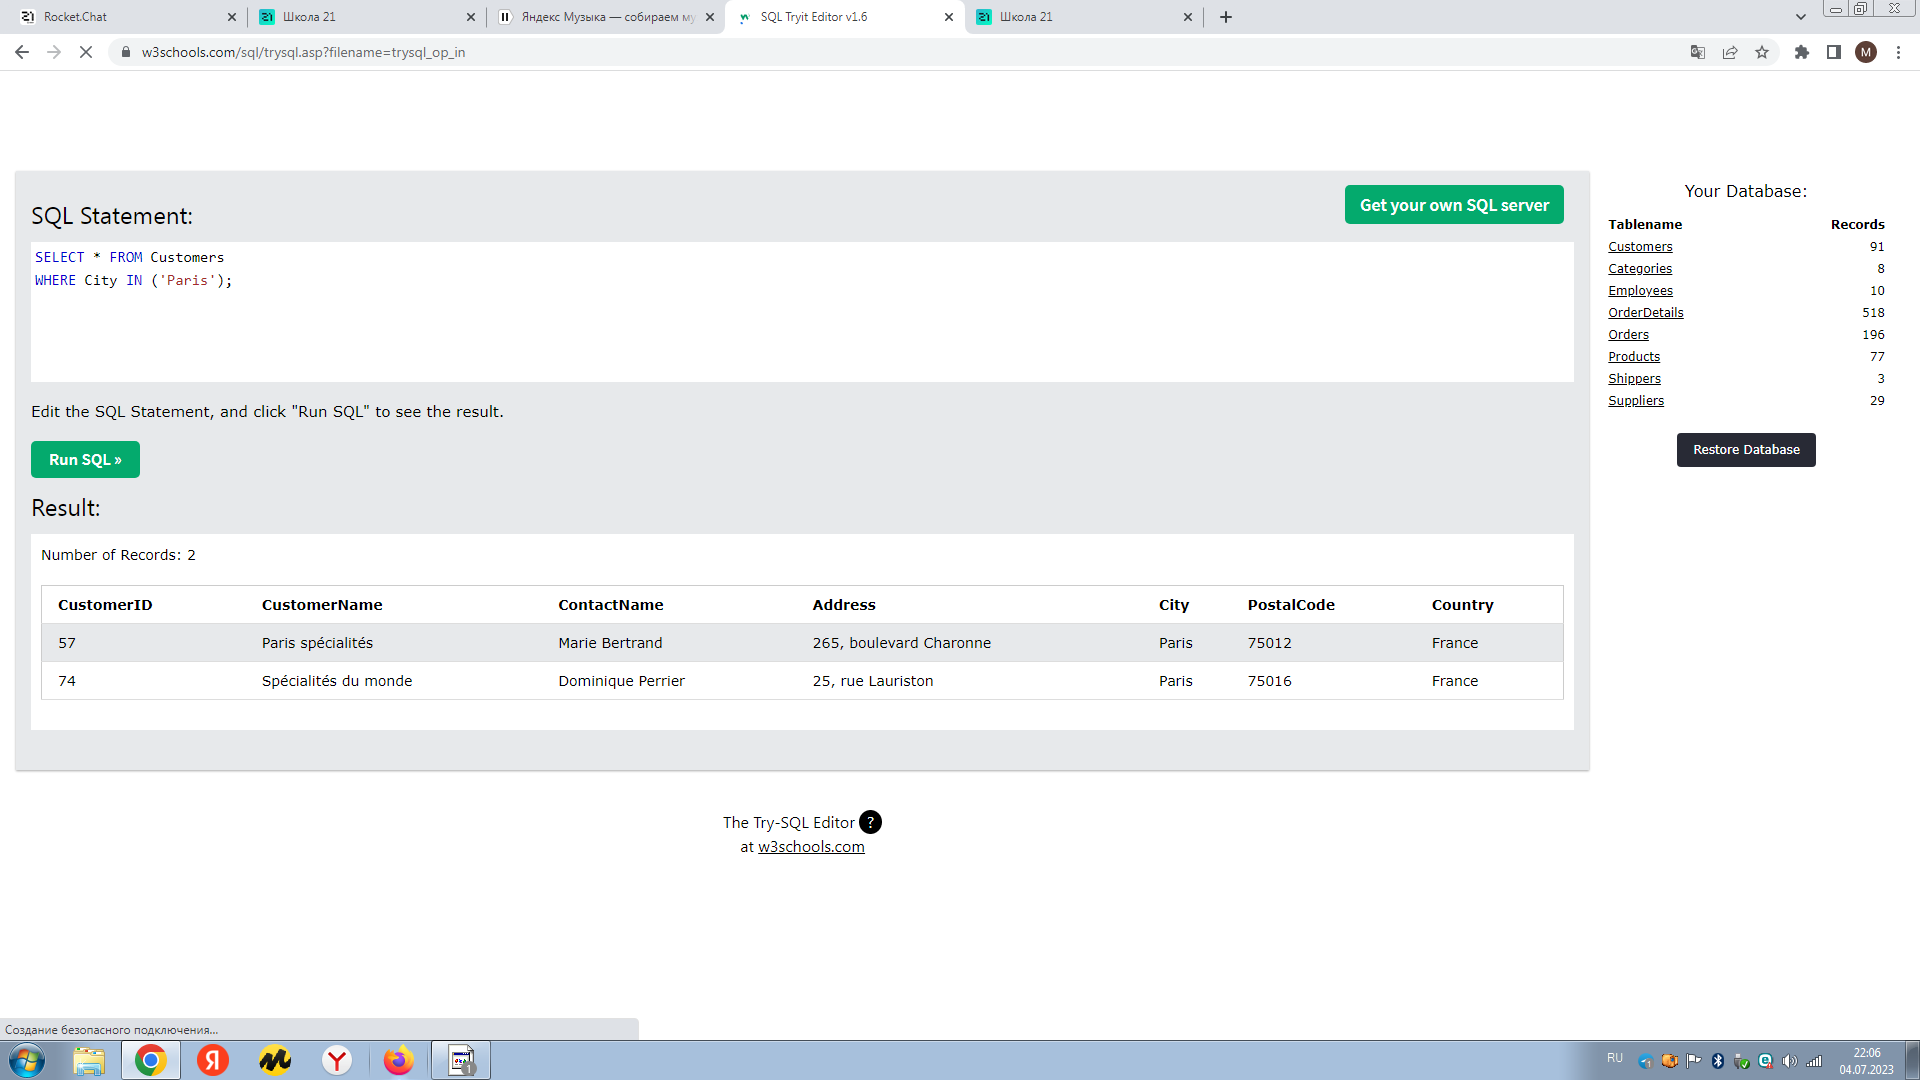 Rocket.Chat
Школа 21
Яндекс Музыка — собираем му
SQL Tryit Editor v1.6
Школа 21
w3schools.com/sql/trysql.asp?filename=trysql_op_in
M
SQL Statement:
Get your own SQL server
SELECT * FROM Customers
WHERE City IN ('Paris');
Edit the SQL Statement, and click "Run SQL" to see the result.
Run SQL »
Result:
Number of Records: 2
CustomerID CustomerName ContactName Address City PostalCode Country
57 Paris spécialités Marie Bertrand 265, boulevard Charonne Paris 75012 France
74 Spécialités du monde Dominique Perrier 25, rue Lauriston Paris 75016 France
Your Database:
Tablename Records
Customers 91
Categories 8
Employees 10
OrderDetails 518
Orders 196
Products 77
Shippers 3
Suppliers 29
Restore Database
The Try-SQL Editor ?
at w3schools.com
Создание безопасного подключения...
RU
22:06
04.07.2023